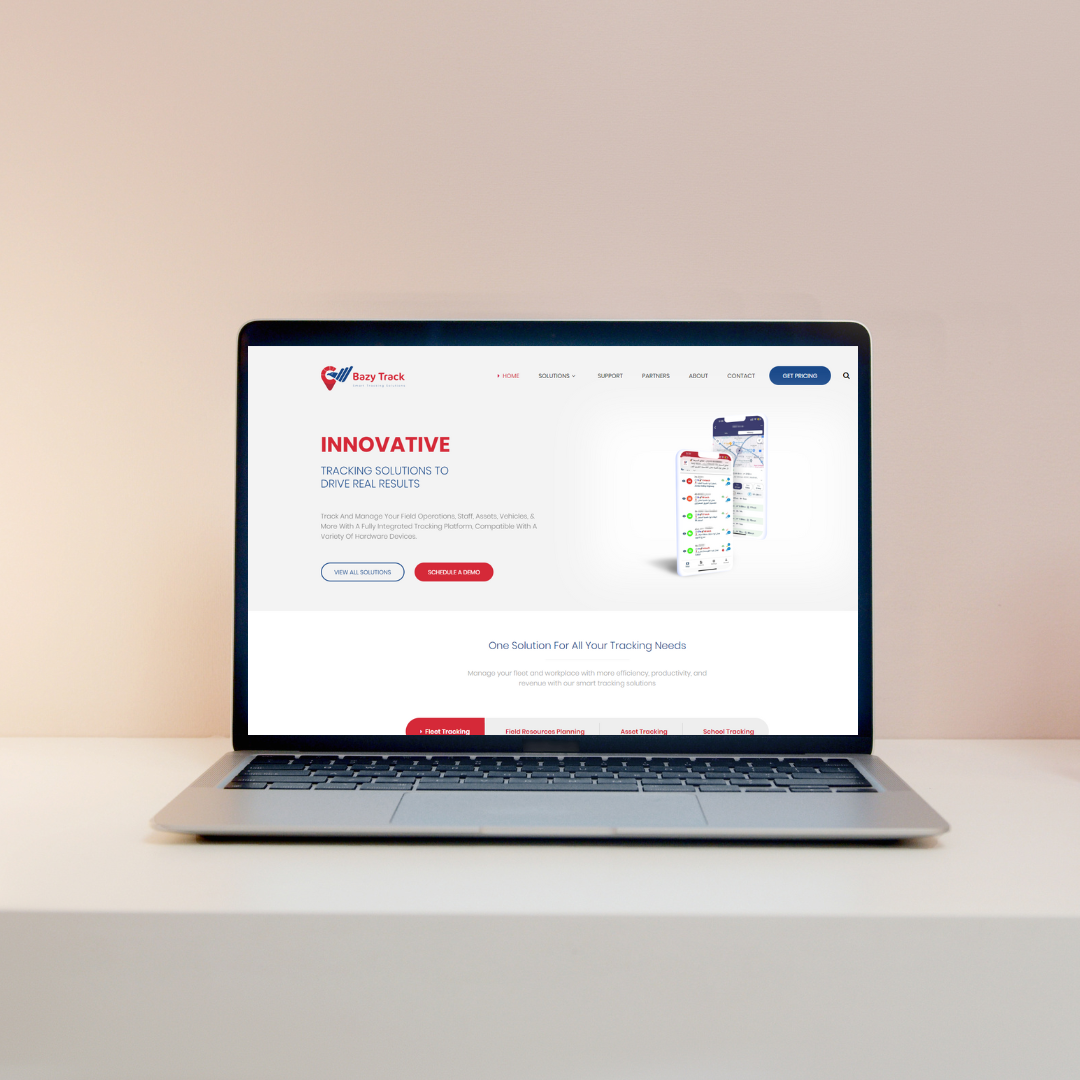 Bazy Track
Smart Tracking Solutions
HOME
SOLUTIONS
SUPPORT
PARTNERS
ABOUT
CONTACT
GET PRICING
INNOVATIVE
TRACKING SOLUTIONS TO
DRIVE REAL RESULTS
Track And Manage Your Field Operations, Staff, Assets, Vehicles, &
More With A Fully Integrated Tracking Platform, Compatible With A
Variety Of Hardware Devices.
VIEW ALL SOLUTIONS
SCHEDULE A DEMO
One Solution For All Your Tracking Needs
Manage your fleet and workplace with more efficiency, productivity, and
revenue with our smart tracking solutions
Fleet Tracking
Field Resources Planning
Asset Tracking
School Tracking